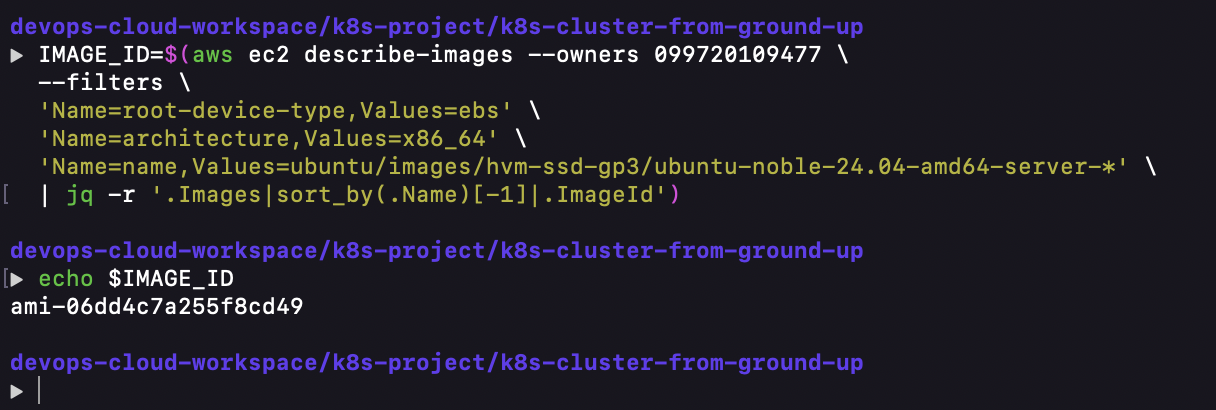 devops-cloud-workspace/k8s-project/k8s-cluster-from-ground-up
▶ IMAGE_ID=$(aws ec2 describe-images --owners 099720109477 \
--filters \
'Name=root-device-type,Values=ebs' \
'Name=architecture,Values=x86_64' \
'Name=name,Values=ubuntu/images/hvm-ssd-gp3/ubuntu-noble-24.04-amd64-server-*' \
[ | jq -r '.Images|sort_by(.Name)[-1]|.ImageId')
devops-cloud-workspace/k8s-project/k8s-cluster-from-ground-up
[▶ echo $IMAGE_ID
ami-06dd4c7a255f8cd49
devops-cloud-workspace/k8s-project/k8s-cluster-from-ground-up
▶